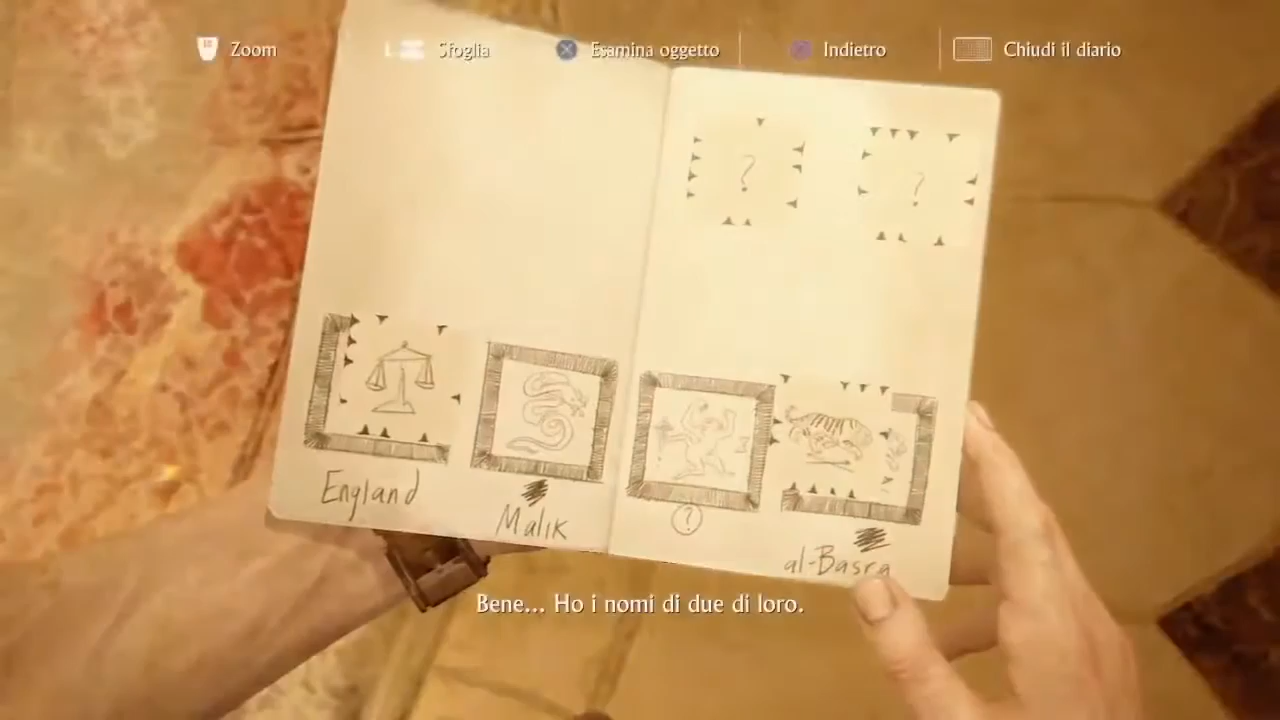 Zoom
Sfoglia
Esamina oggetto
Indietro
Chiudi il diario
?
?
England
Malik
?
al-Basra
Bene... Ho i nomi di due di loro.